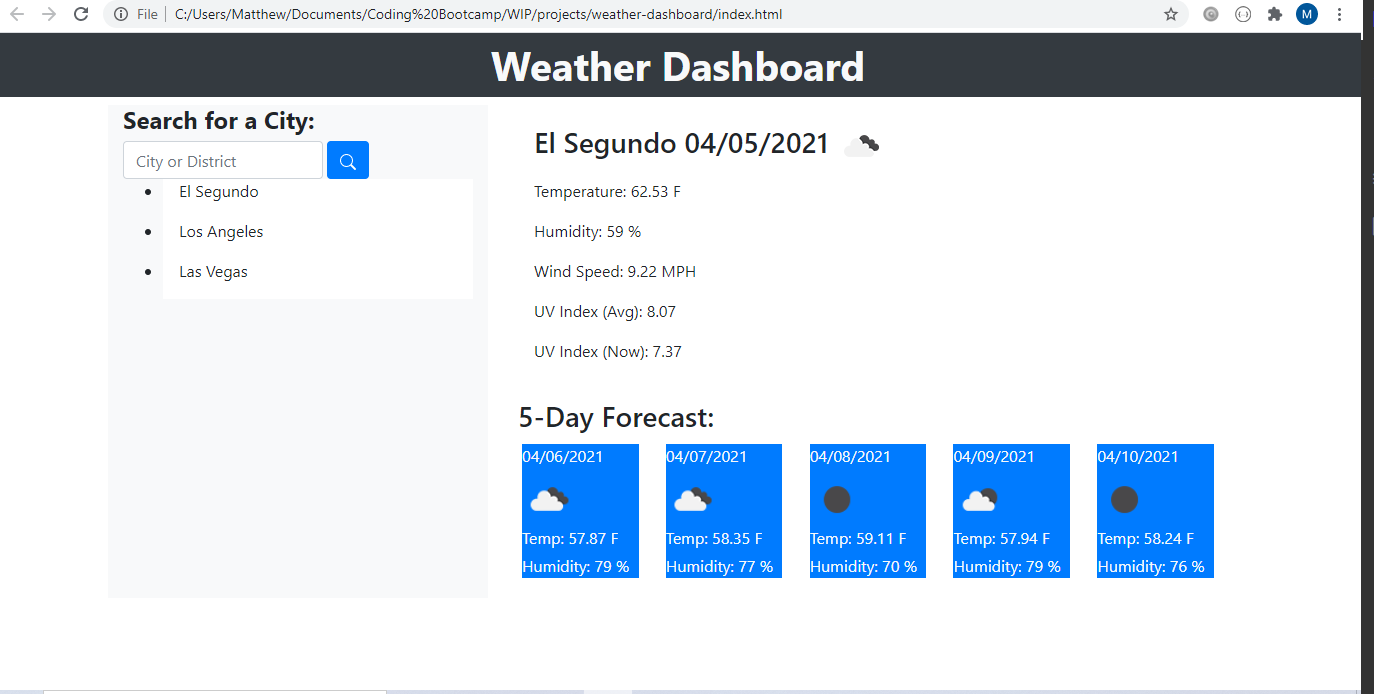 File
C:/Users/Matthew/Documents/Coding%20Bootcamp/WIP/projects/weather-dashboard/index.html
M
Weather Dashboard
Search for a City:
City or District
El Segundo
Los Angeles
Las Vegas
El Segundo 04/05/2021
Temperature: 62.53 F
Humidity: 59 %
Wind Speed: 9.22 MPH
UV Index (Avg): 8.07
UV Index (Now): 7.37
5-Day Forecast:
04/06/2021
Temp: 57.87 F
Humidity: 79 %
04/07/2021
Temp: 58.35 F
Humidity: 77 %
04/08/2021
Temp: 59.11 F
Humidity: 70 %
04/09/2021
Temp: 57.94 F
Humidity: 79 %
04/10/2021
Temp: 58.24 F
Humidity: 76 %